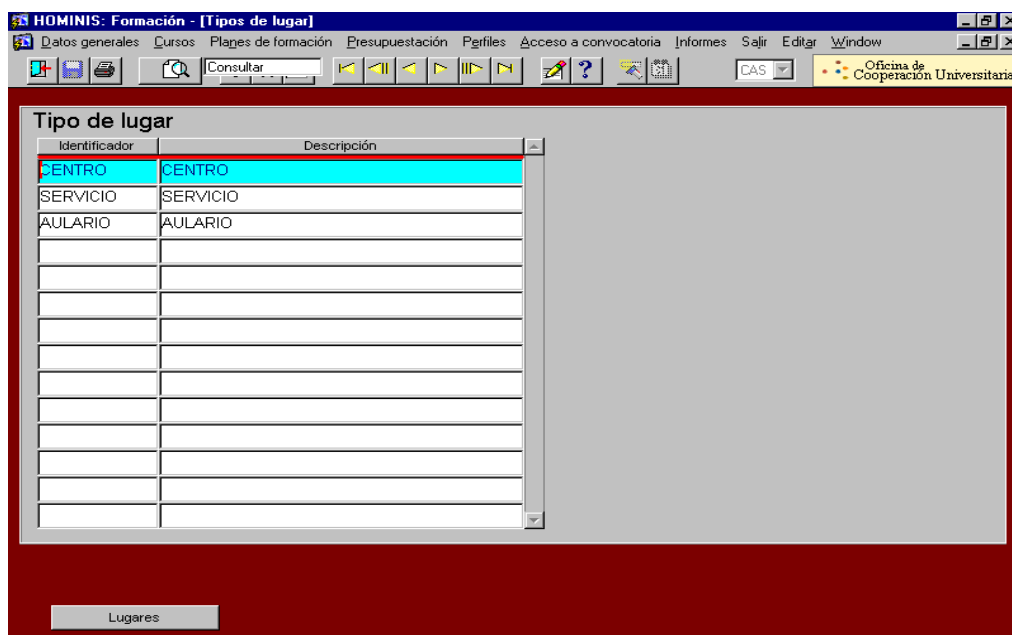 HOMINIS: Formación - [Tipos de lugar]
Datos generales Cursos Planes de formación Presupuestación Perfiles Acceso a convocatoria Informes Salir Editar Window
Consultar
CAS
Oficina de
Cooperación Universitaria
Tipo de lugar
Identificador Descripción
CENTRO CENTRO
SERVICIO SERVICIO
AULARIO AULARIO
Lugares